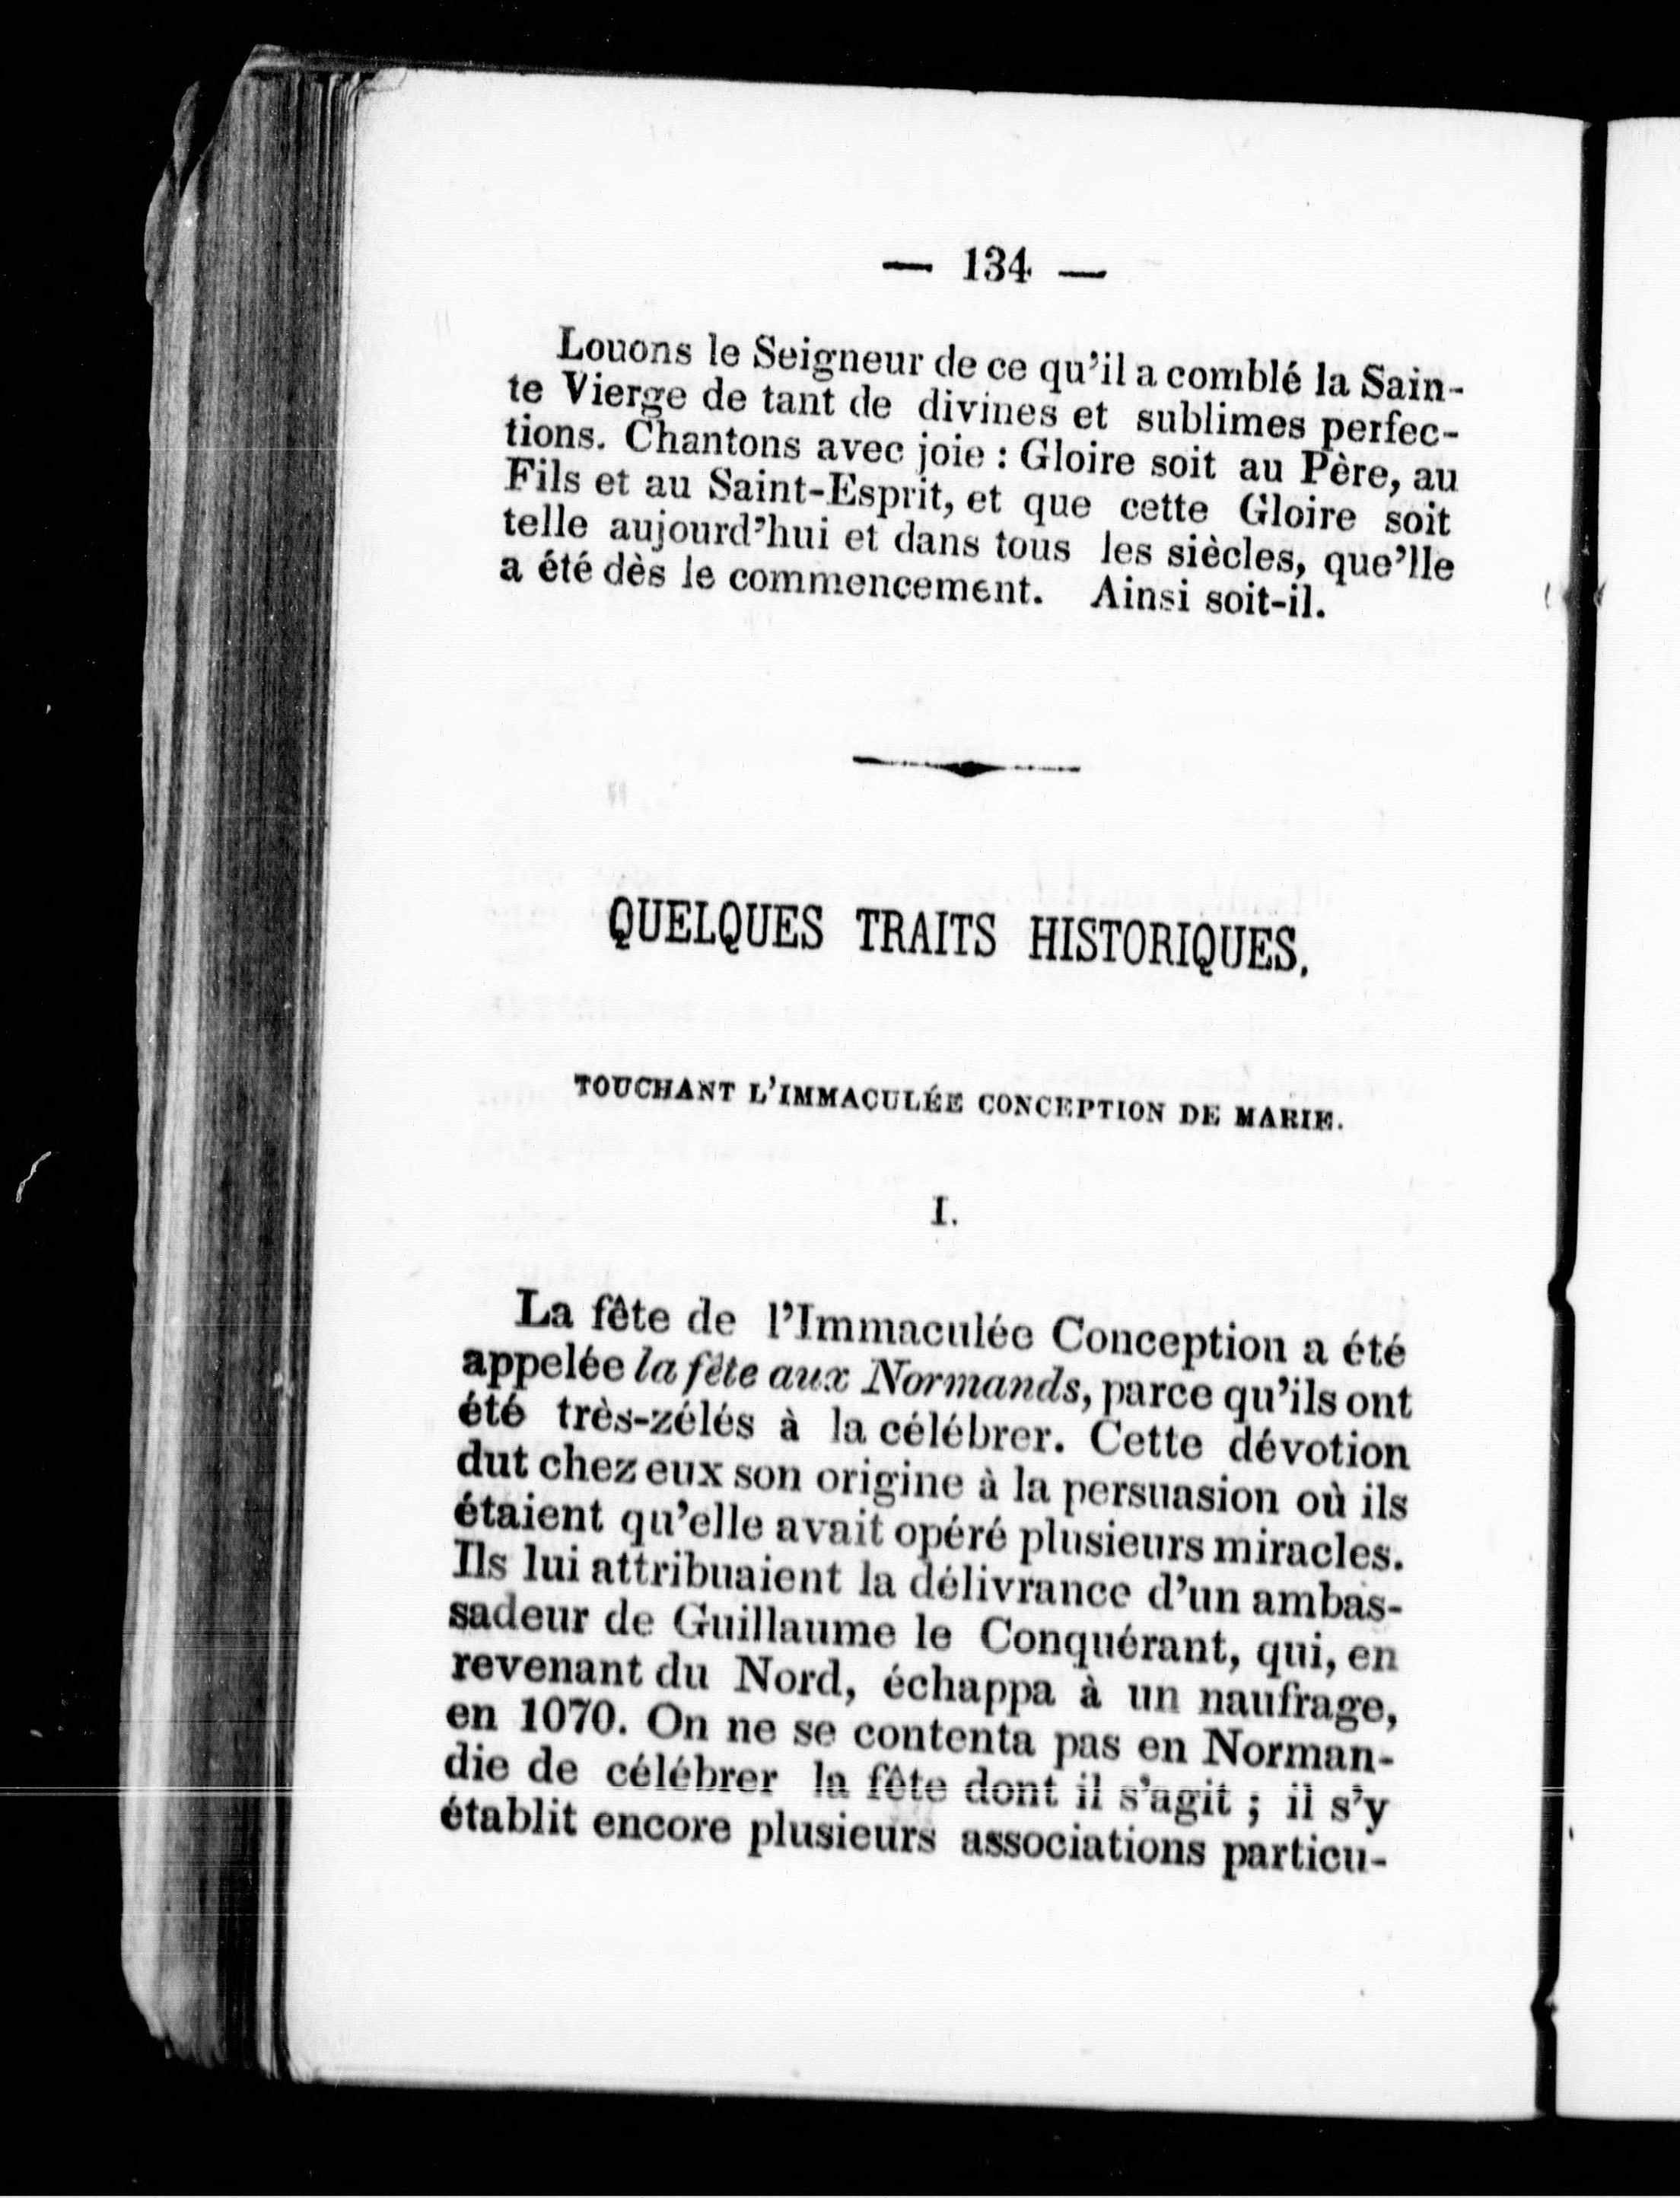 — 134 —
Louons le Seigneur de ce qu'il a comblé la Sain-
te Vierge de tant de divines et sublimes perfec-
tions. Chantons avec joie : Gloire soit au Père, au
Fils et au Saint-Esprit, et que cette Gloire soit
telle aujourd'hui et dans tous les siècles, que'lle
a été dès le commencement. Ainsi soit-il.
QUELQUES TRAITS HISTORIQUES.
TOUCHANT L'IMMACULÉE CONCEPTION DE MARIE.
I.
La fête de l'Immaculée Conception a été
appelée la fête aux Normands, parce qu'ils ont
été très-zélés à la célébrer. Cette dévotion
dut chez eux son origine à la persuasion où ils
étaient qu'elle avait opéré plusieurs miracles.
Ils lui attribuaient la délivrance d'un ambas-
sadeur de Guillaume le Conquérant, qui, en
revenant du Nord, échappa à un naufrage,
en 1070. On ne se contenta pas en Norman-
die de célébrer la fête dont il s'agit ; il s'y
établit encore plusieurs associations particu-